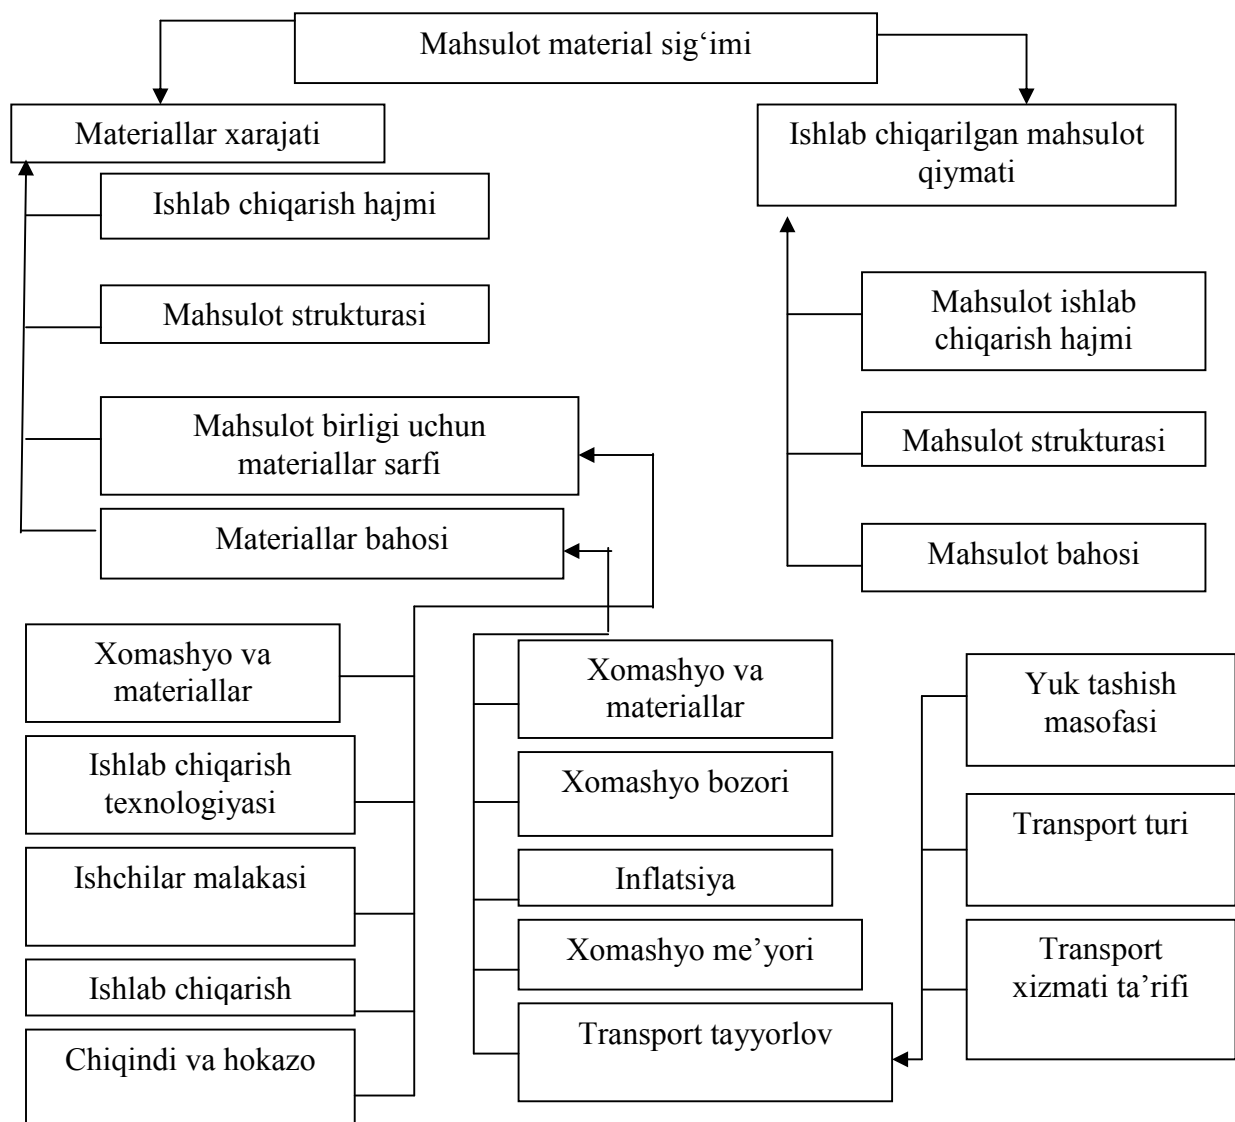 Mahsulot material sig‘imi
Materiallar xarajati
Ishlab chiqarilgan mahsulot
qiymati
Ishlab chiqarish hajmi
Mahsulot strukturasi
Mahsulot birligi uchun
materiallar sarfi
Materiallar bahosi
Mahsulot ishlab
chiqarish hajmi
Mahsulot strukturasi
Mahsulot bahosi
Xomashyo va
materiallar
Ishlab chiqarish
texnologiyasi
Ishchilar malakasi
Ishlab chiqarish
Chiqindi va hokazo
Xomashyo va
materiallar
Xomashyo bozori
Inflatsiya
Xomashyo me’yori
Transport tayyorlov
Yuk tashish
masofasi
Transport turi
Transport
xizmati ta’rifi